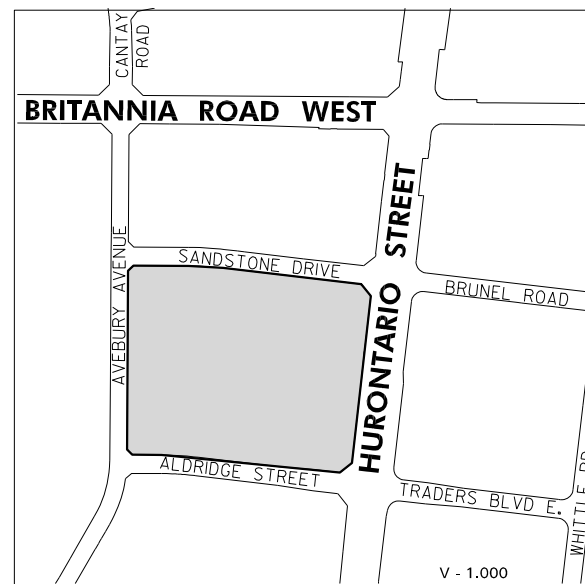 CANTAY
ROAD
BRITANNIA ROAD WEST
HURONTARIO STREET
SANDSTONE DRIVE
AVEBURY AVENUE
BRUNEL ROAD
ALDRIDGE STREET
TRADERS BLVD E.
WHITTLE RD
V - 1.000